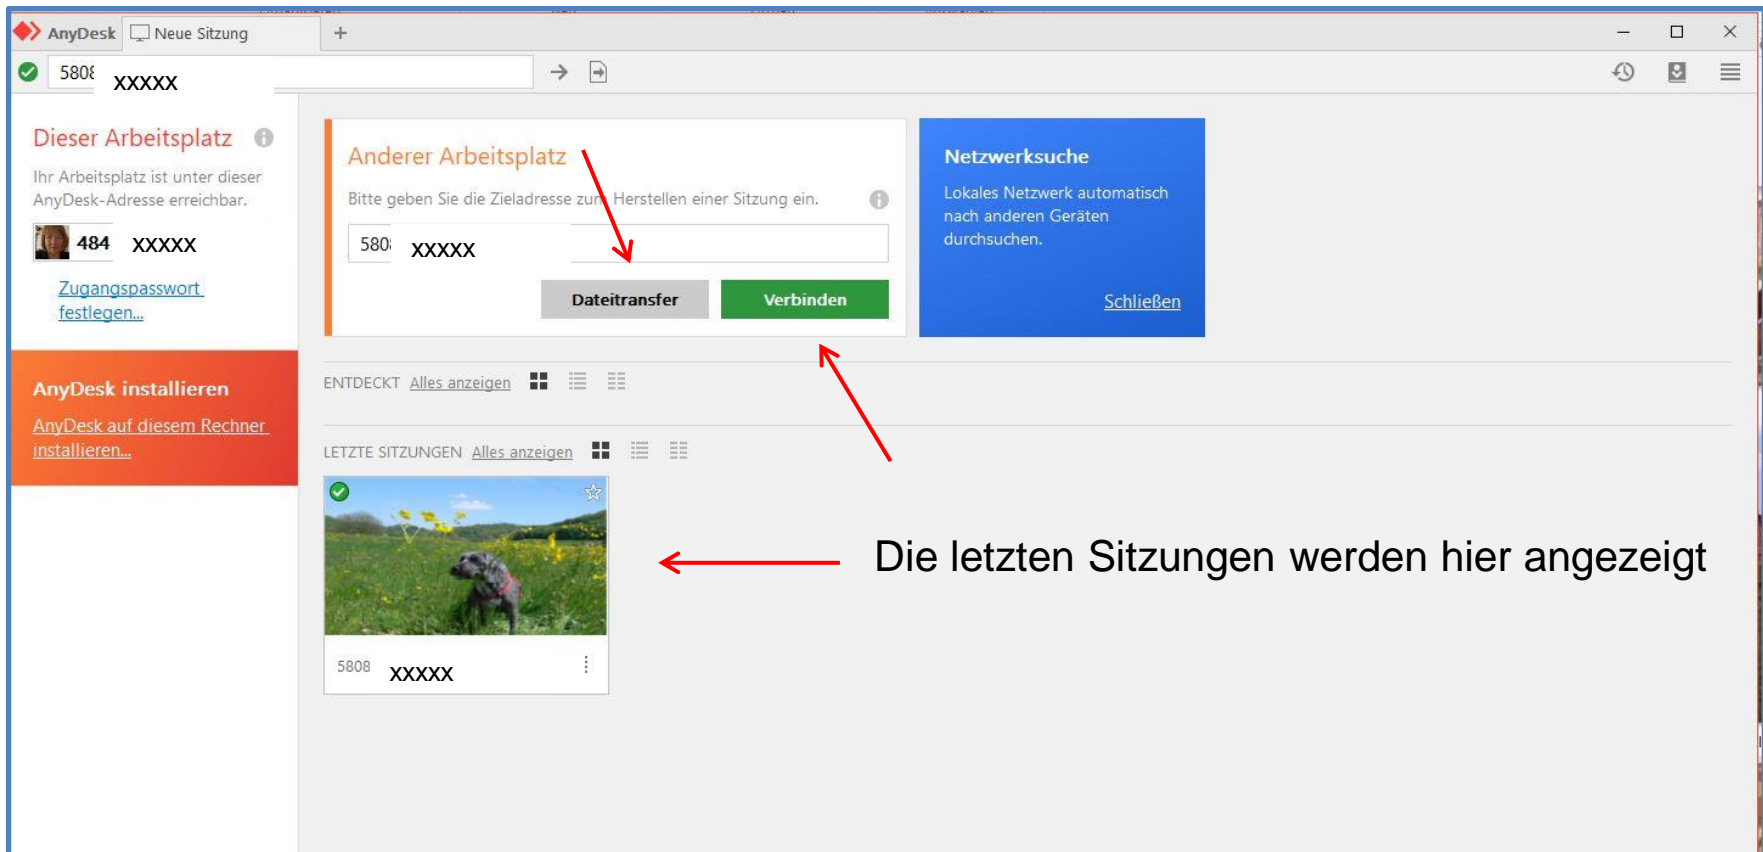 AnyDesk Neue Sitzung +
5808 xxxxx
Dieser Arbeitsplatz
Ihr Arbeitsplatz ist unter dieser
AnyDesk-Adresse erreichbar.
484 xxxxx
Zugangspasswort
festlegen...
AnyDesk installieren
AnyDesk auf diesem Rechner
installieren...
Anderer Arbeitsplatz
Bitte geben Sie die Zieladresse zum Herstellen einer Sitzung ein.
580 xxxxx
Dateitransfer Verbinden
Netzwerksuche
Lokales Netzwerk automatisch
nach anderen Geräten
durchsuchen.
Schließen
ENTDECKT Alles anzeigen
LETZTE SITZUNGEN Alles anzeigen
5808 xxxxx
Die letzten Sitzungen werden hier angezeigt